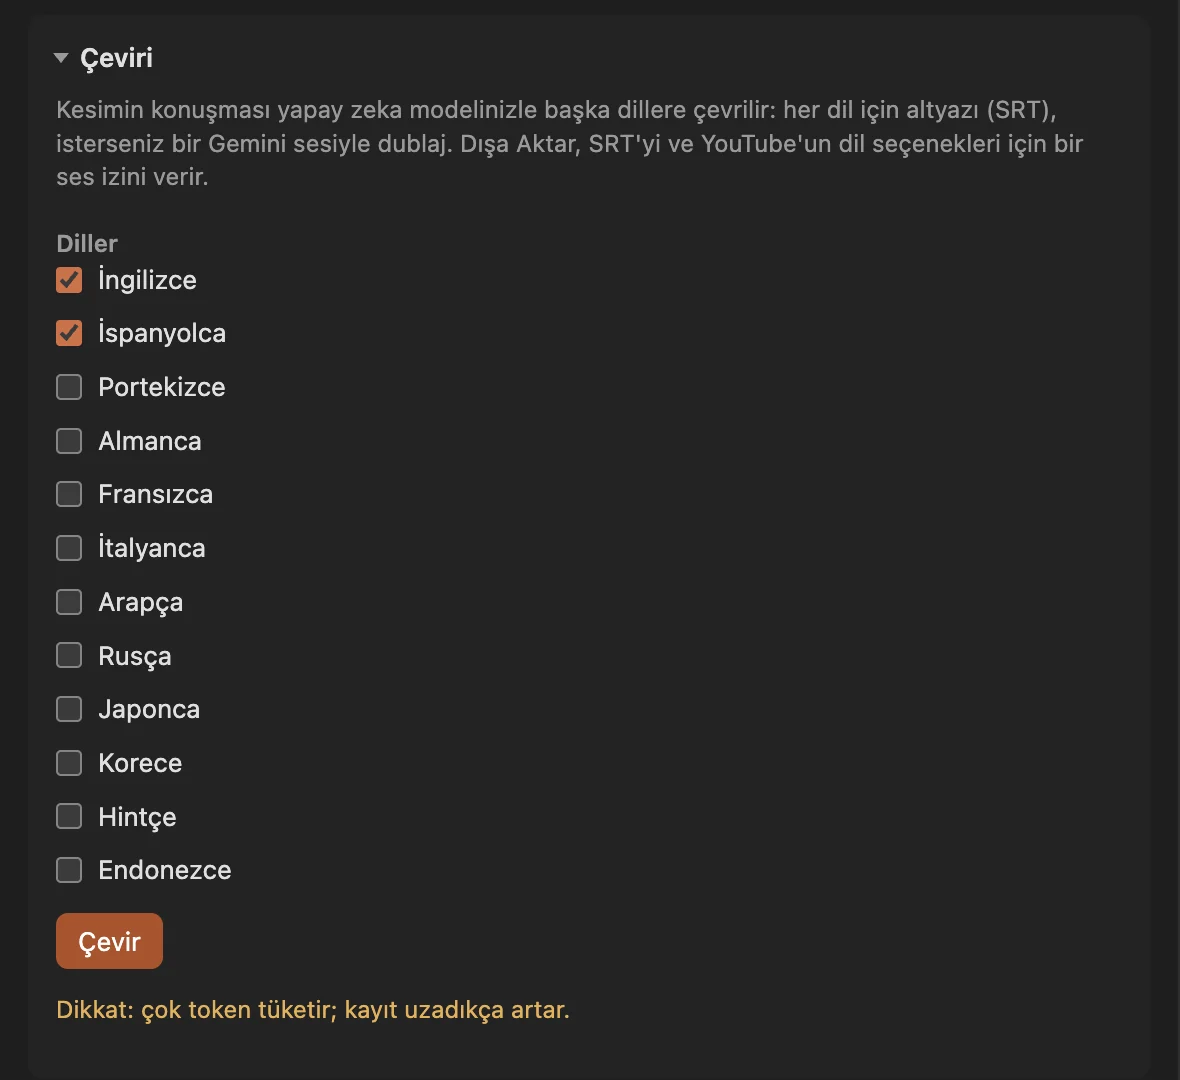 Çeviri
Kesimin konuşması yapay zeka modelinizle başka dillere çevrilir: her dil için altyazı (SRT),
isterseniz bir Gemini sesiyle dublaj. Dışa Aktar, SRT'yi ve YouTube'un dil seçenekleri için bir
ses izini verir.
Diller
İngilizce
İspanyolca
Portekizce
Almanca
Fransızca
İtalyanca
Arapça
Rusça
Japonca
Korece
Hintçe
Endonezce
Çevir
Dikkat: çok token tüketir; kayıt uzadıkça artar.